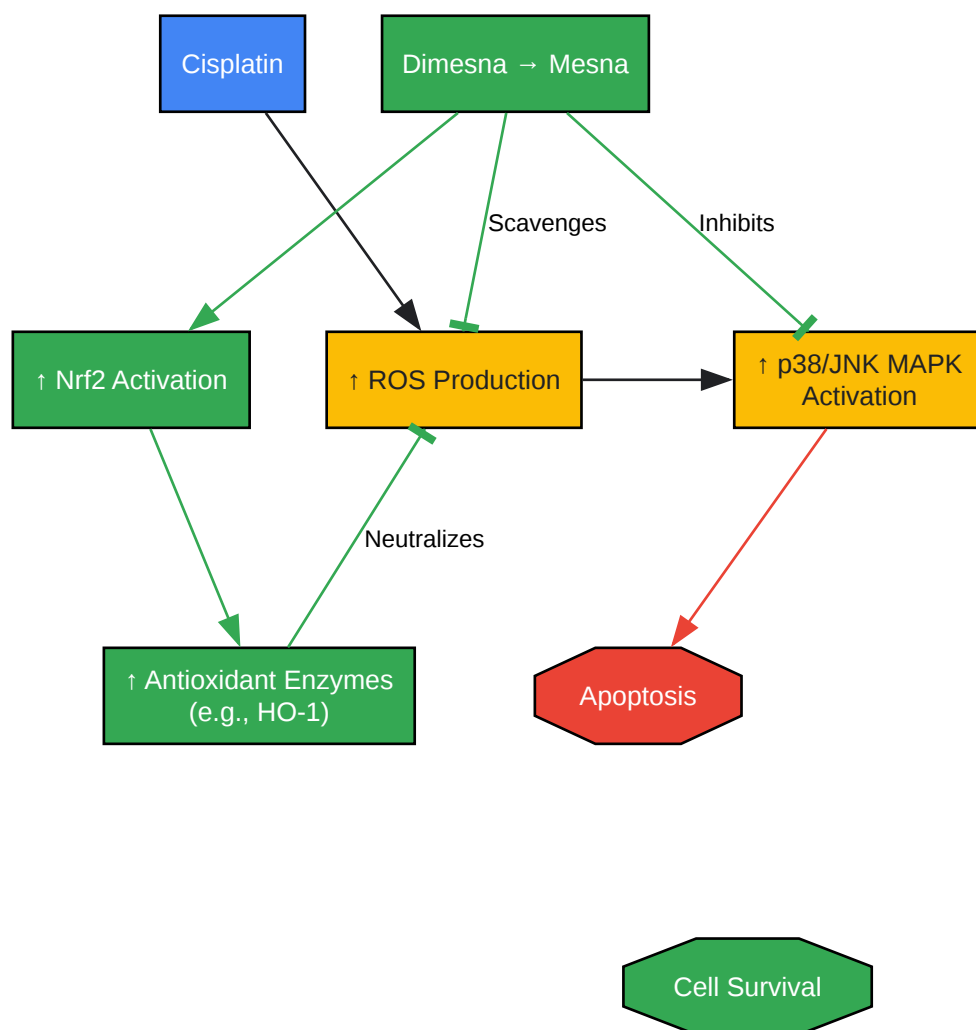 Cisplatin
Dimesna → Mesna
Scavenges
Inhibits
↑ Nrf2 Activation
↑ ROS Production
↑ p38/JNK MAPK
Activation
Neutralizes
↑ Antioxidant Enzymes
(e.g., HO-1)
Apoptosis
Cell Survival